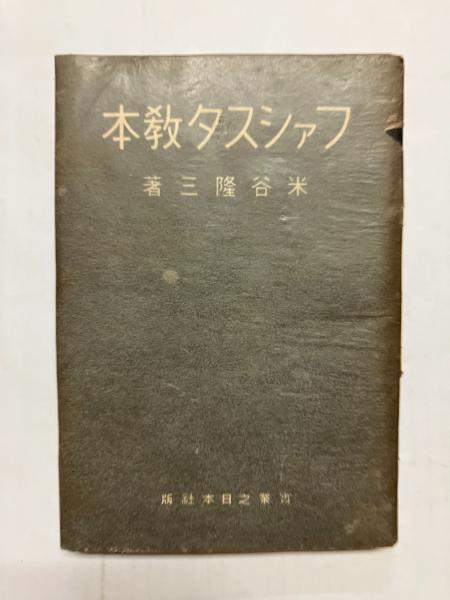 ファシスタ教本
米谷隆三著
實業之日本社版